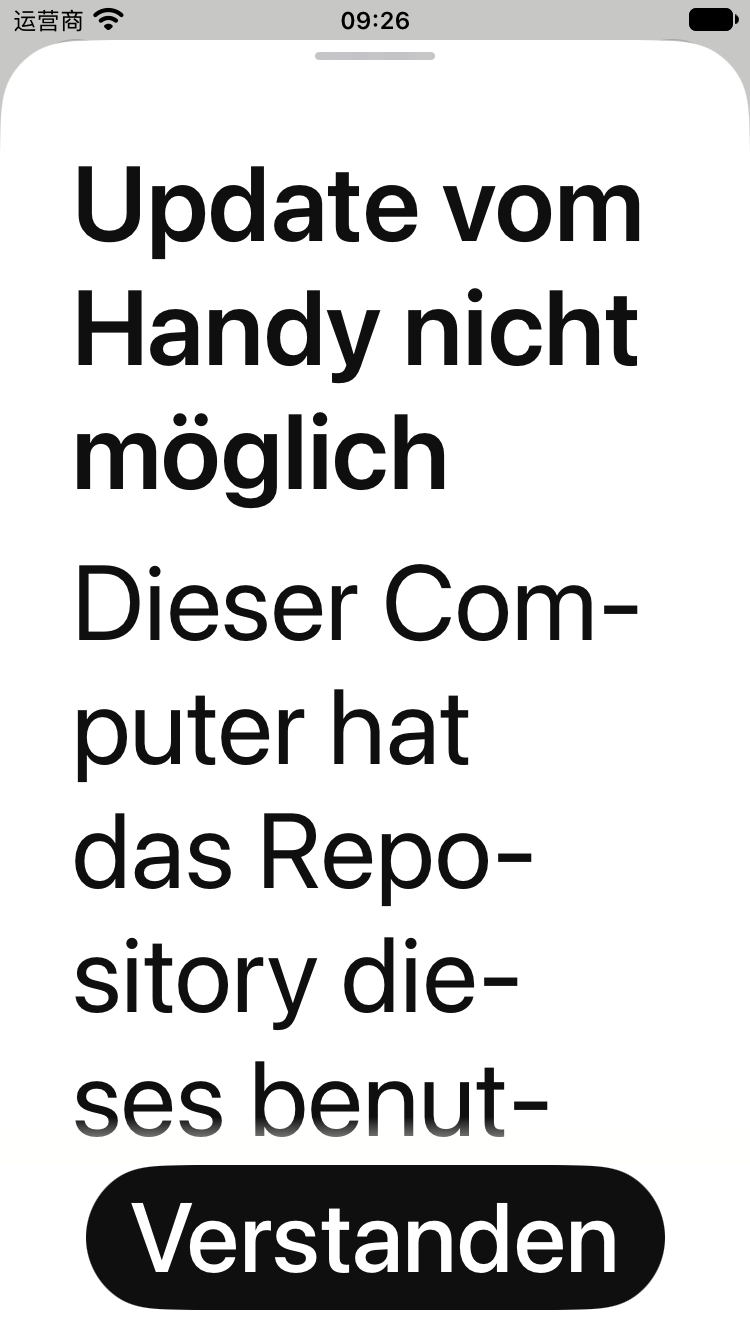 运营商 09:26
Update vom
Handy nicht
möglich
Dieser Com-
puter hat
das Repo-
sitory die-
ses benut-
Verstanden